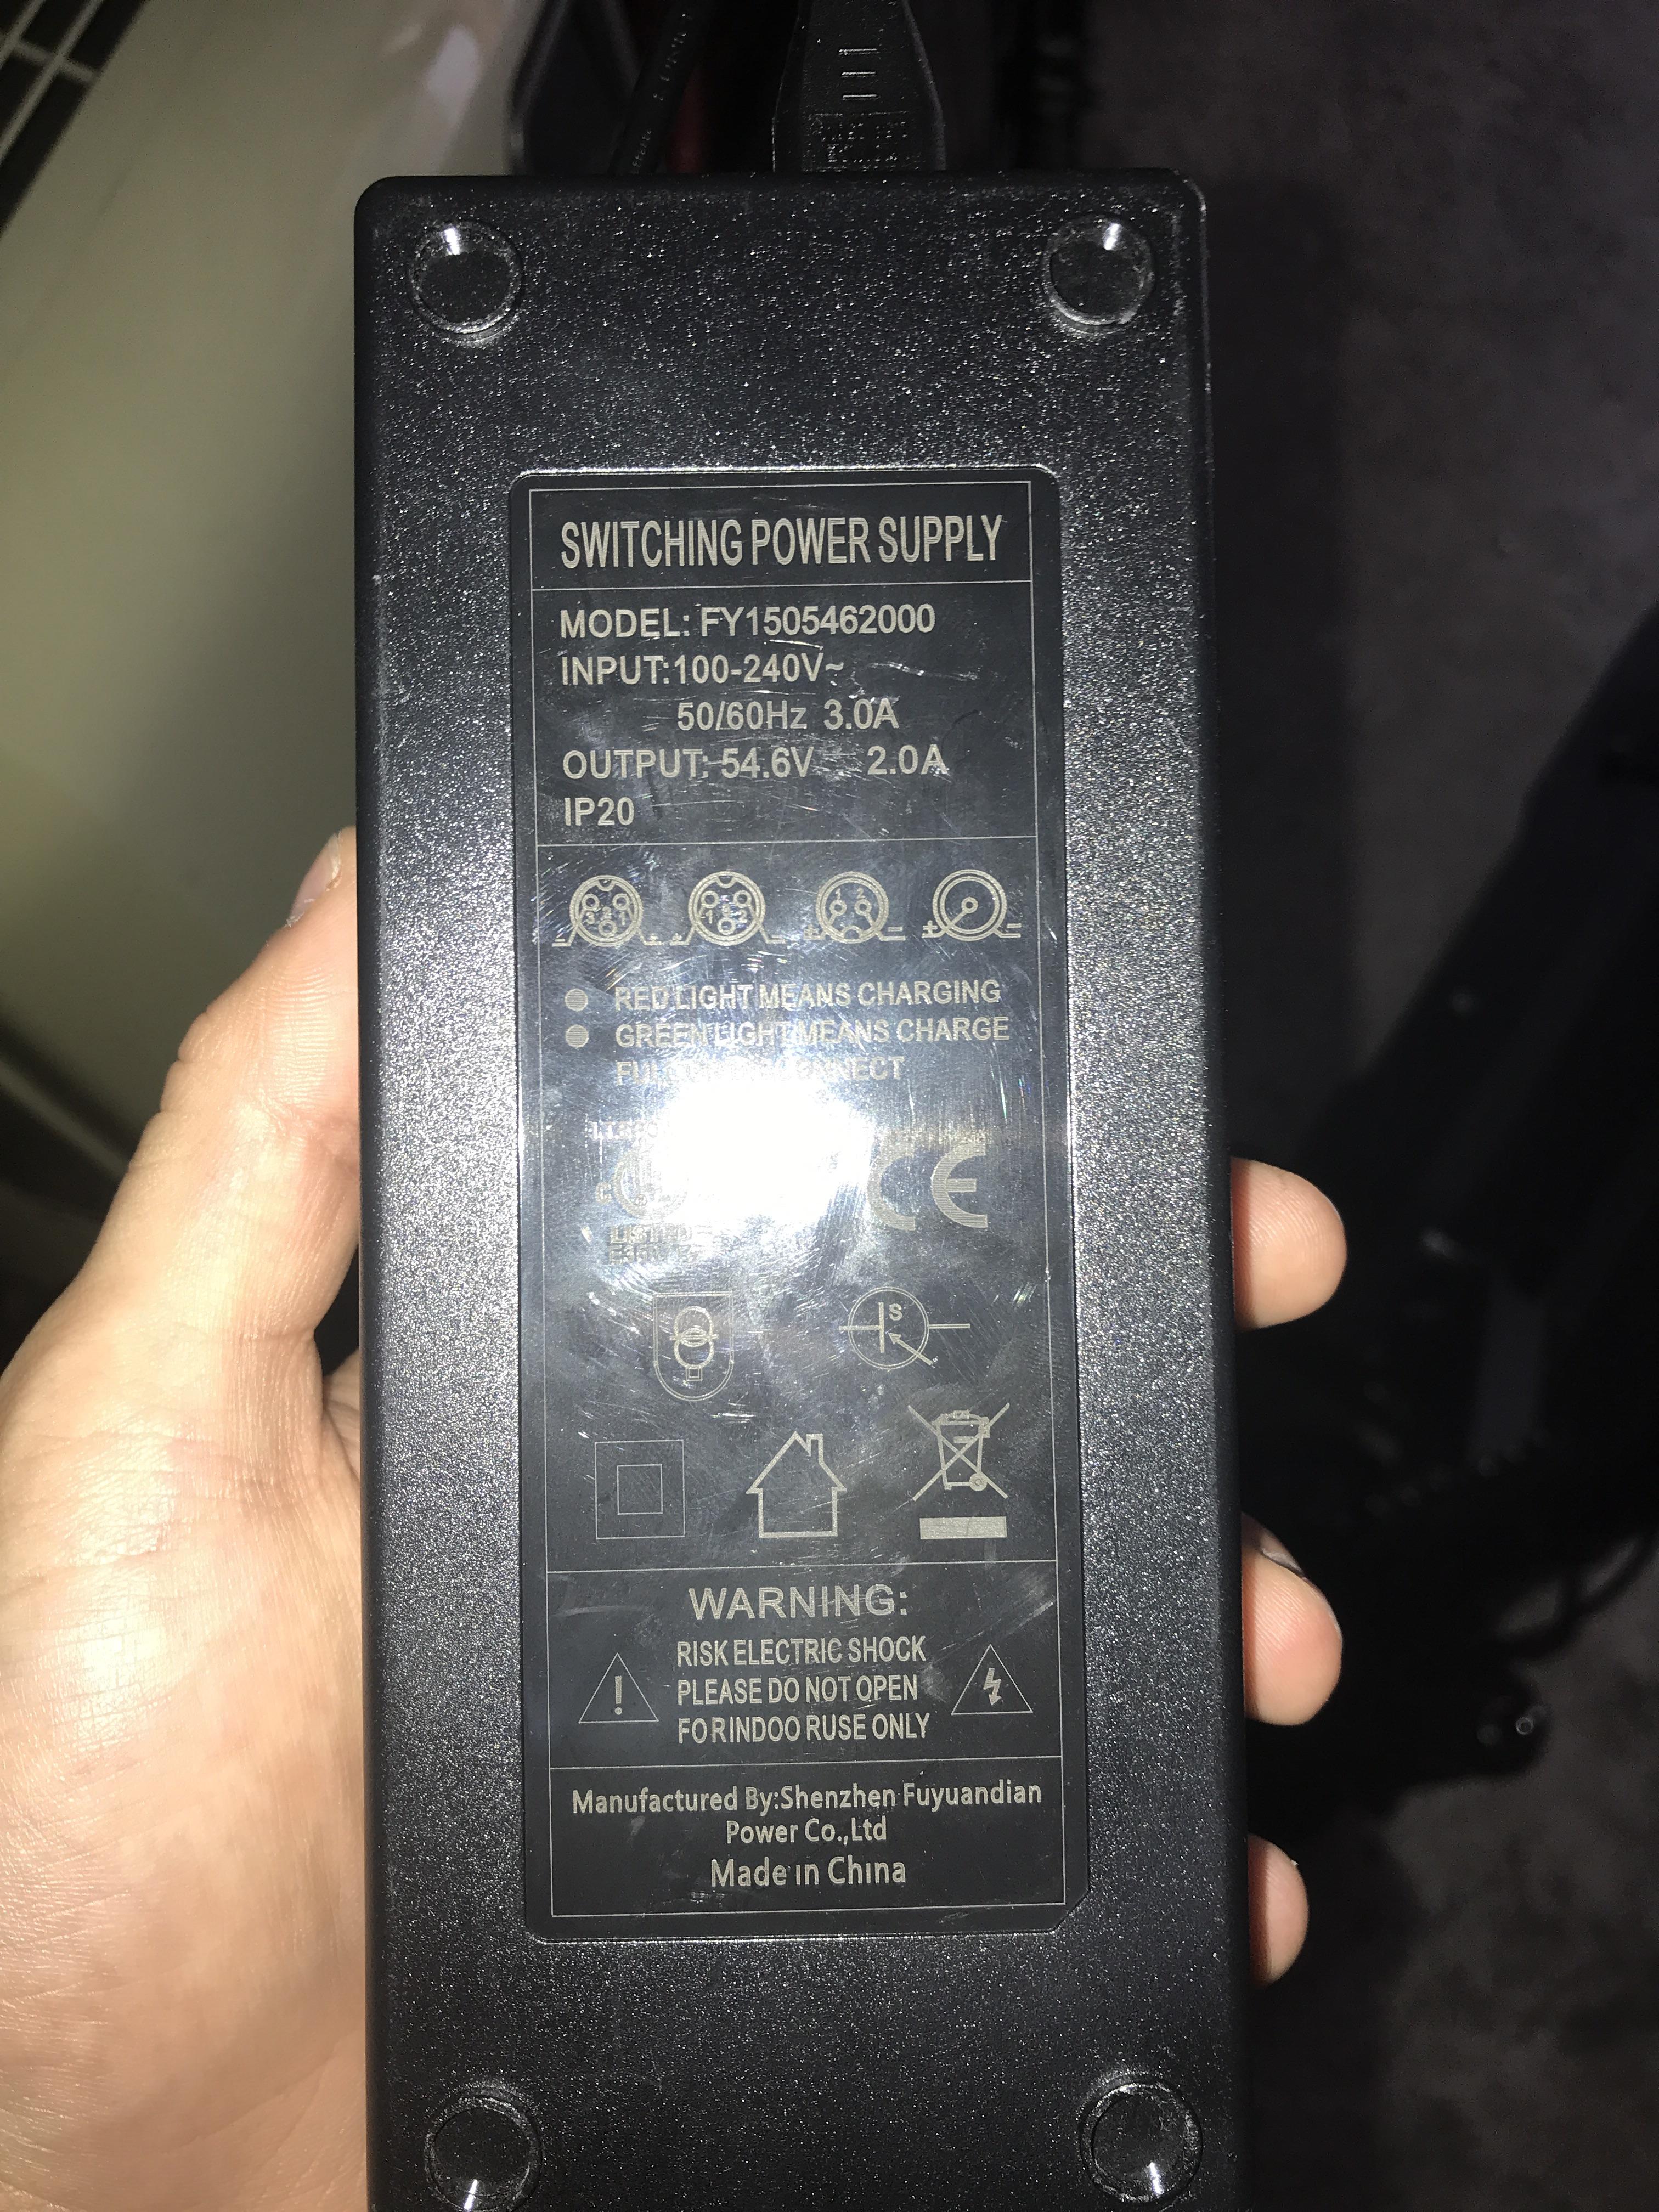 SWITCHING POWER SUPPLY
MODEL: FY1505462000
INPUT:100-240V~
50/60Hz 3.0A
OUTPUT: 54.6V 2.0A
IP20
RED LIGHT MEANS CHARGING
GREEN LIGHT MEANS CHARGE
CE
S
WARNING:
RISK ELECTRIC SHOCK
PLEASE DO NOT OPEN
FORINDOO RUSE ONLY
Manufactured By:Shenzhen Fuyuandian
Power Co.,Ltd
Made in China